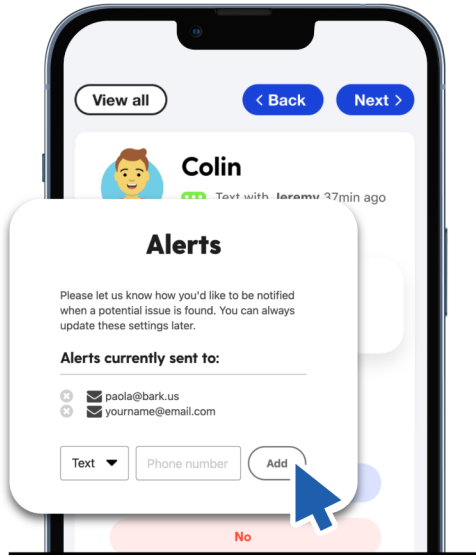 View all
< Back
Next >
Colin
Text with Jeremy 37min ago
Alerts
Please let us know how you'd like to be notified
when a potential issue is found. You can always
update these settings later.
Alerts currently sent to:
paola@bark.us
yourname@email.com
Text
Phone number
Add
No